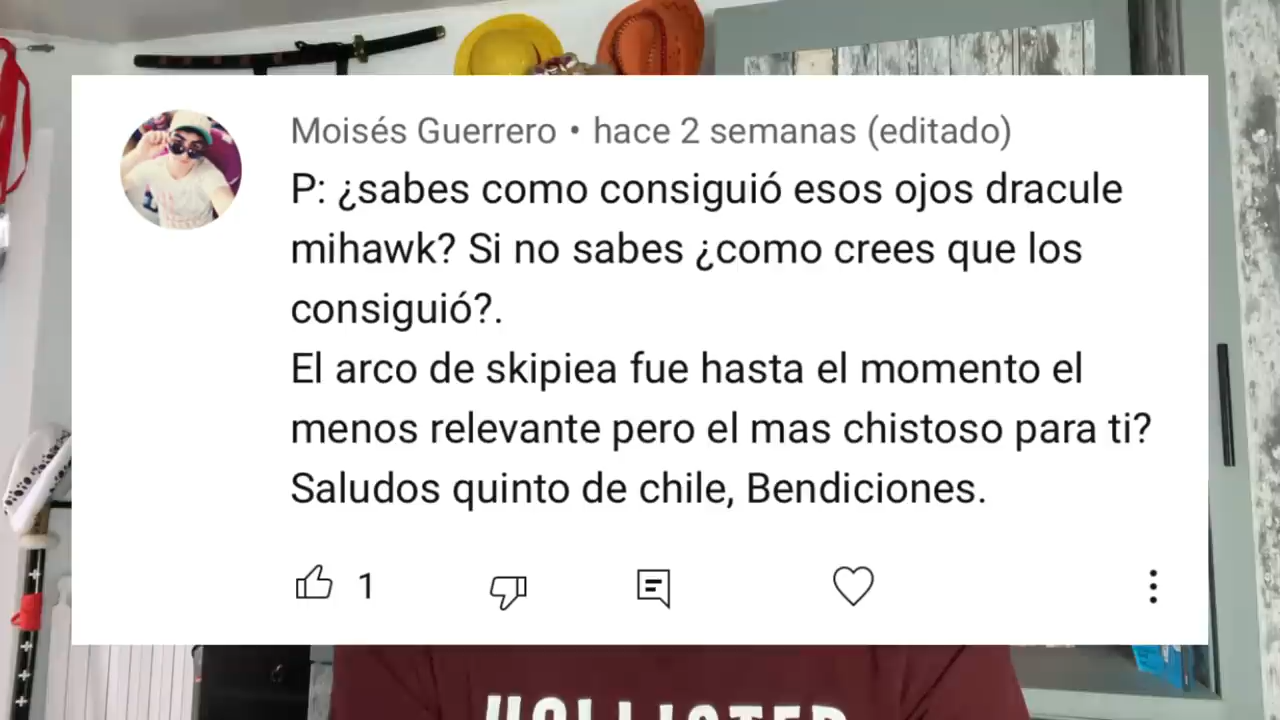 Moisés Guerrero • hace 2 semanas (editado)
P: ¿sabes como consiguió esos ojos dracule
mihawk? Si no sabes ¿como crees que los
consiguió?.
El arco de skipiea fue hasta el momento el
menos relevante pero el mas chistoso para ti?
Saludos quinto de chile, Bendiciones.
1
HOLLISTER